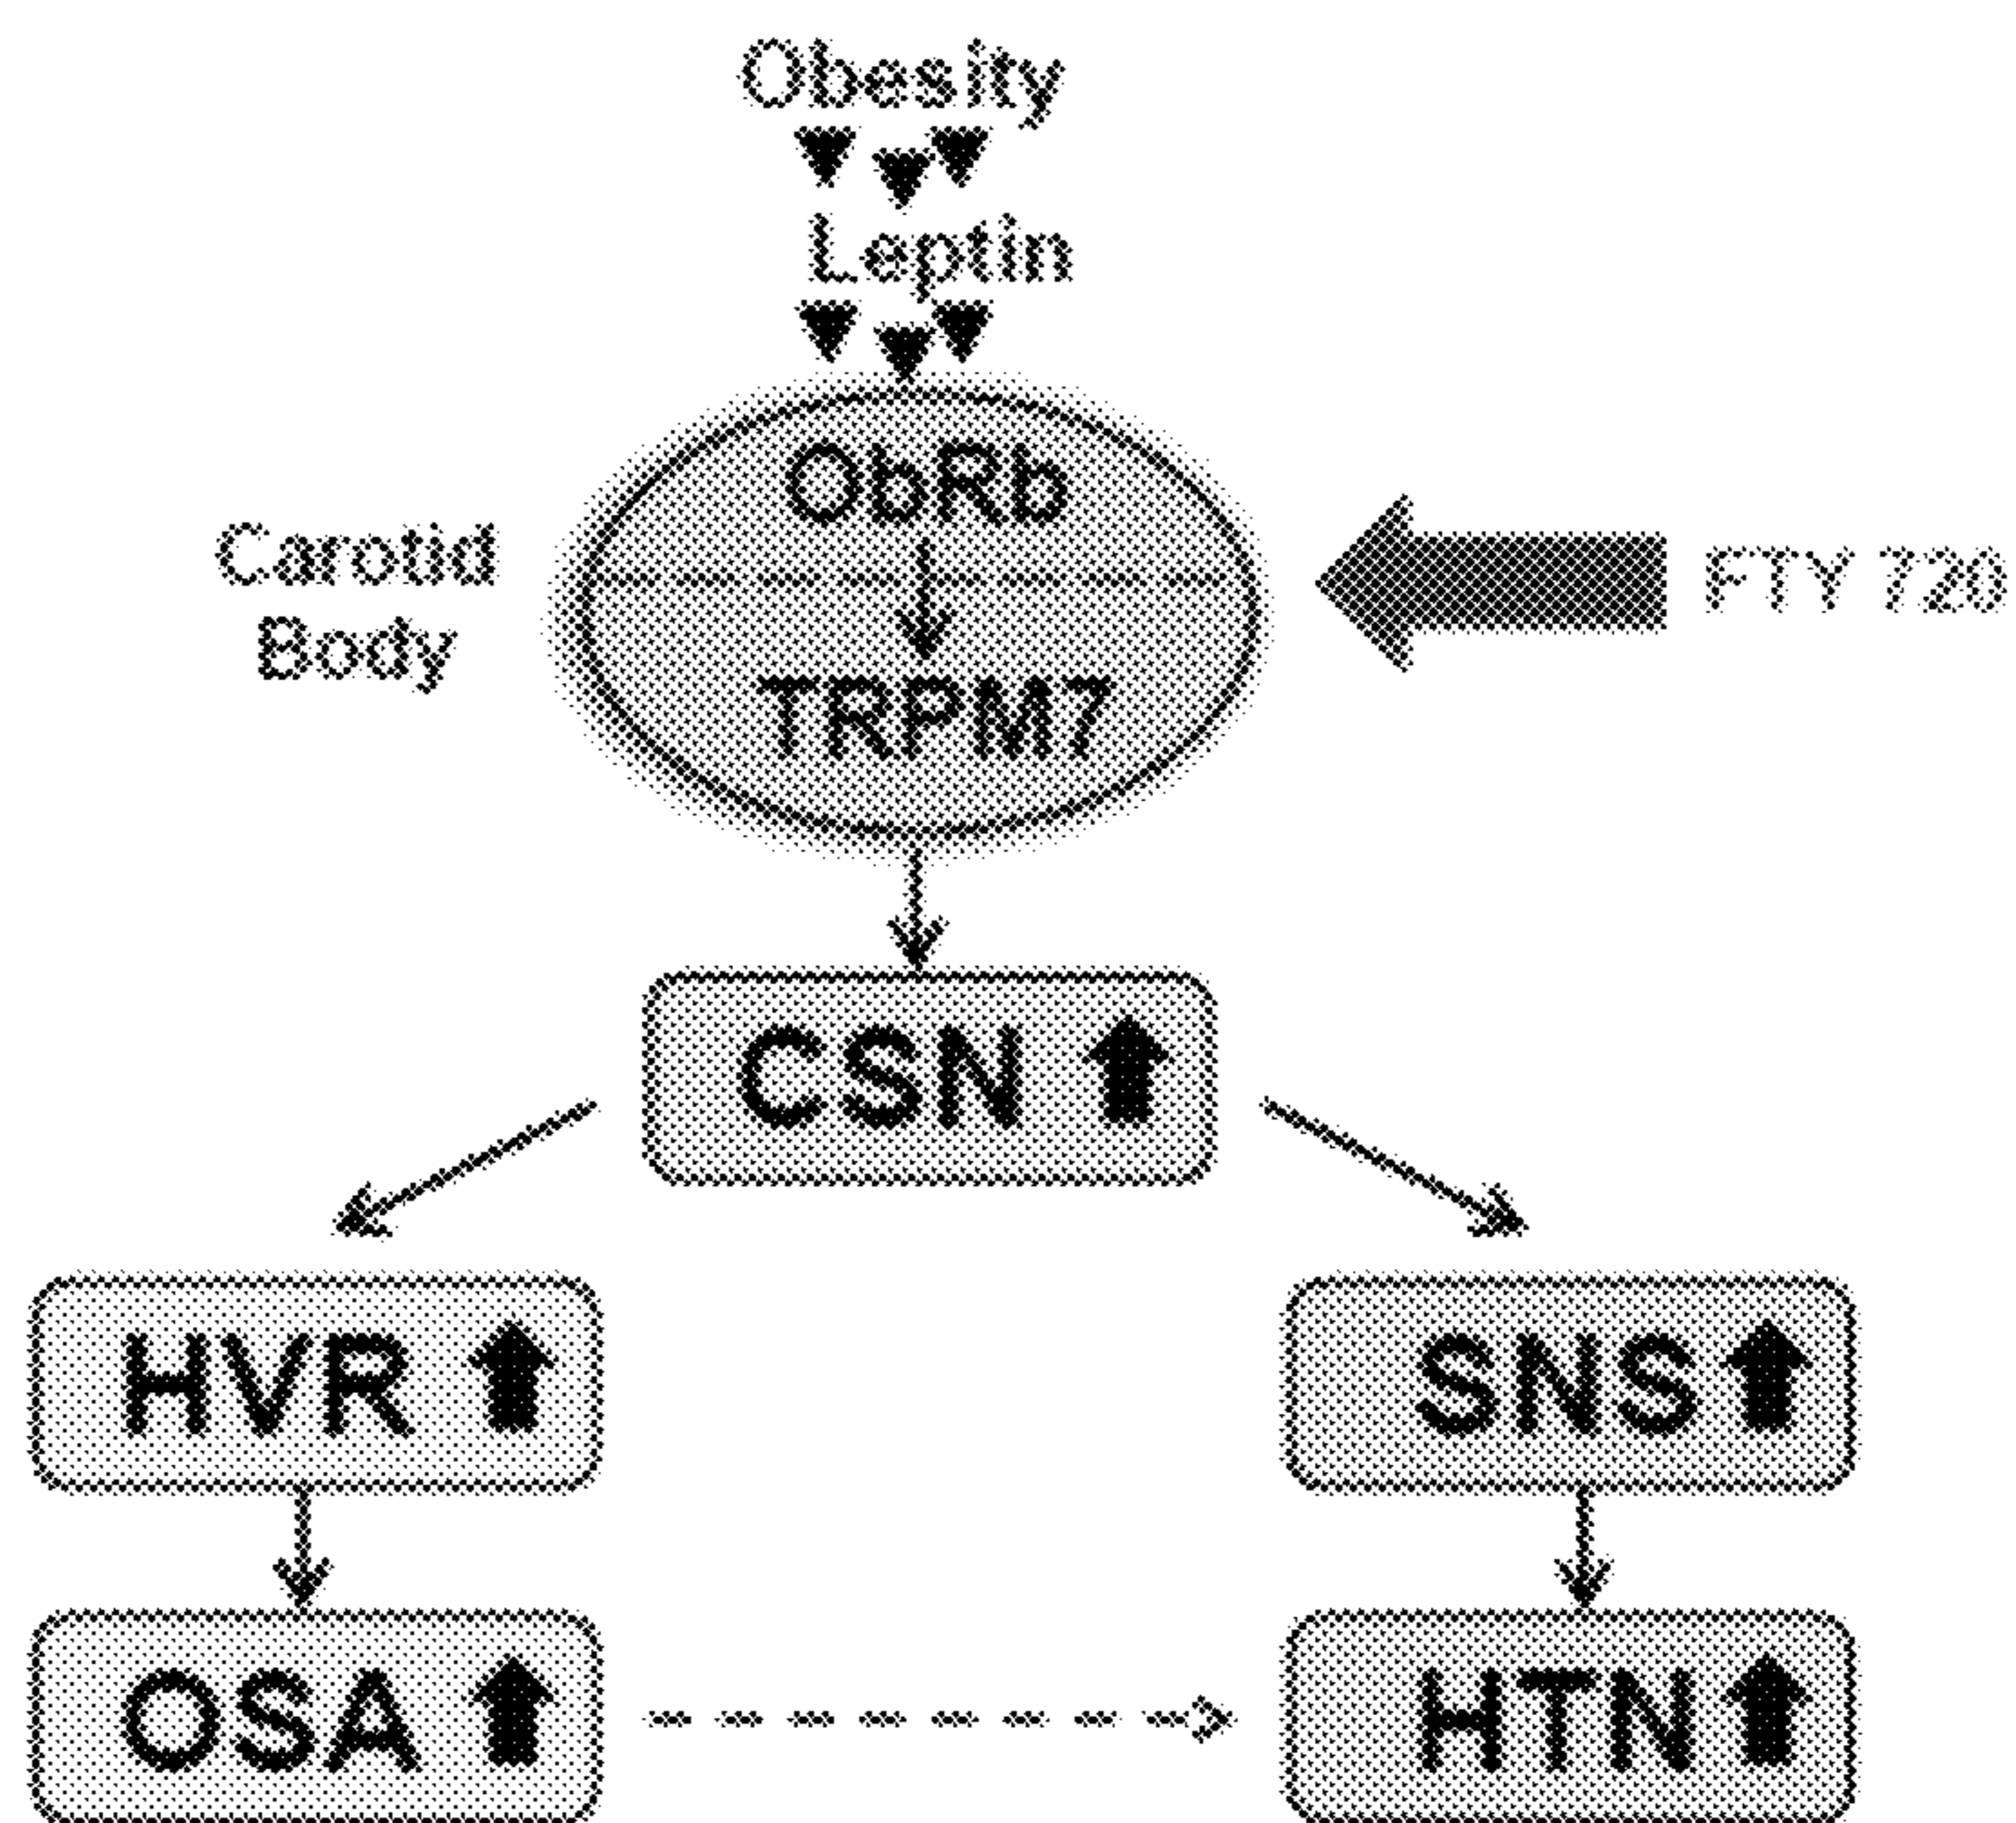 Obesity
Leptin
ObRb
Carotid
Body
FTY 720
TRPM7
CSN
HVR
SNS
OSA
HTN